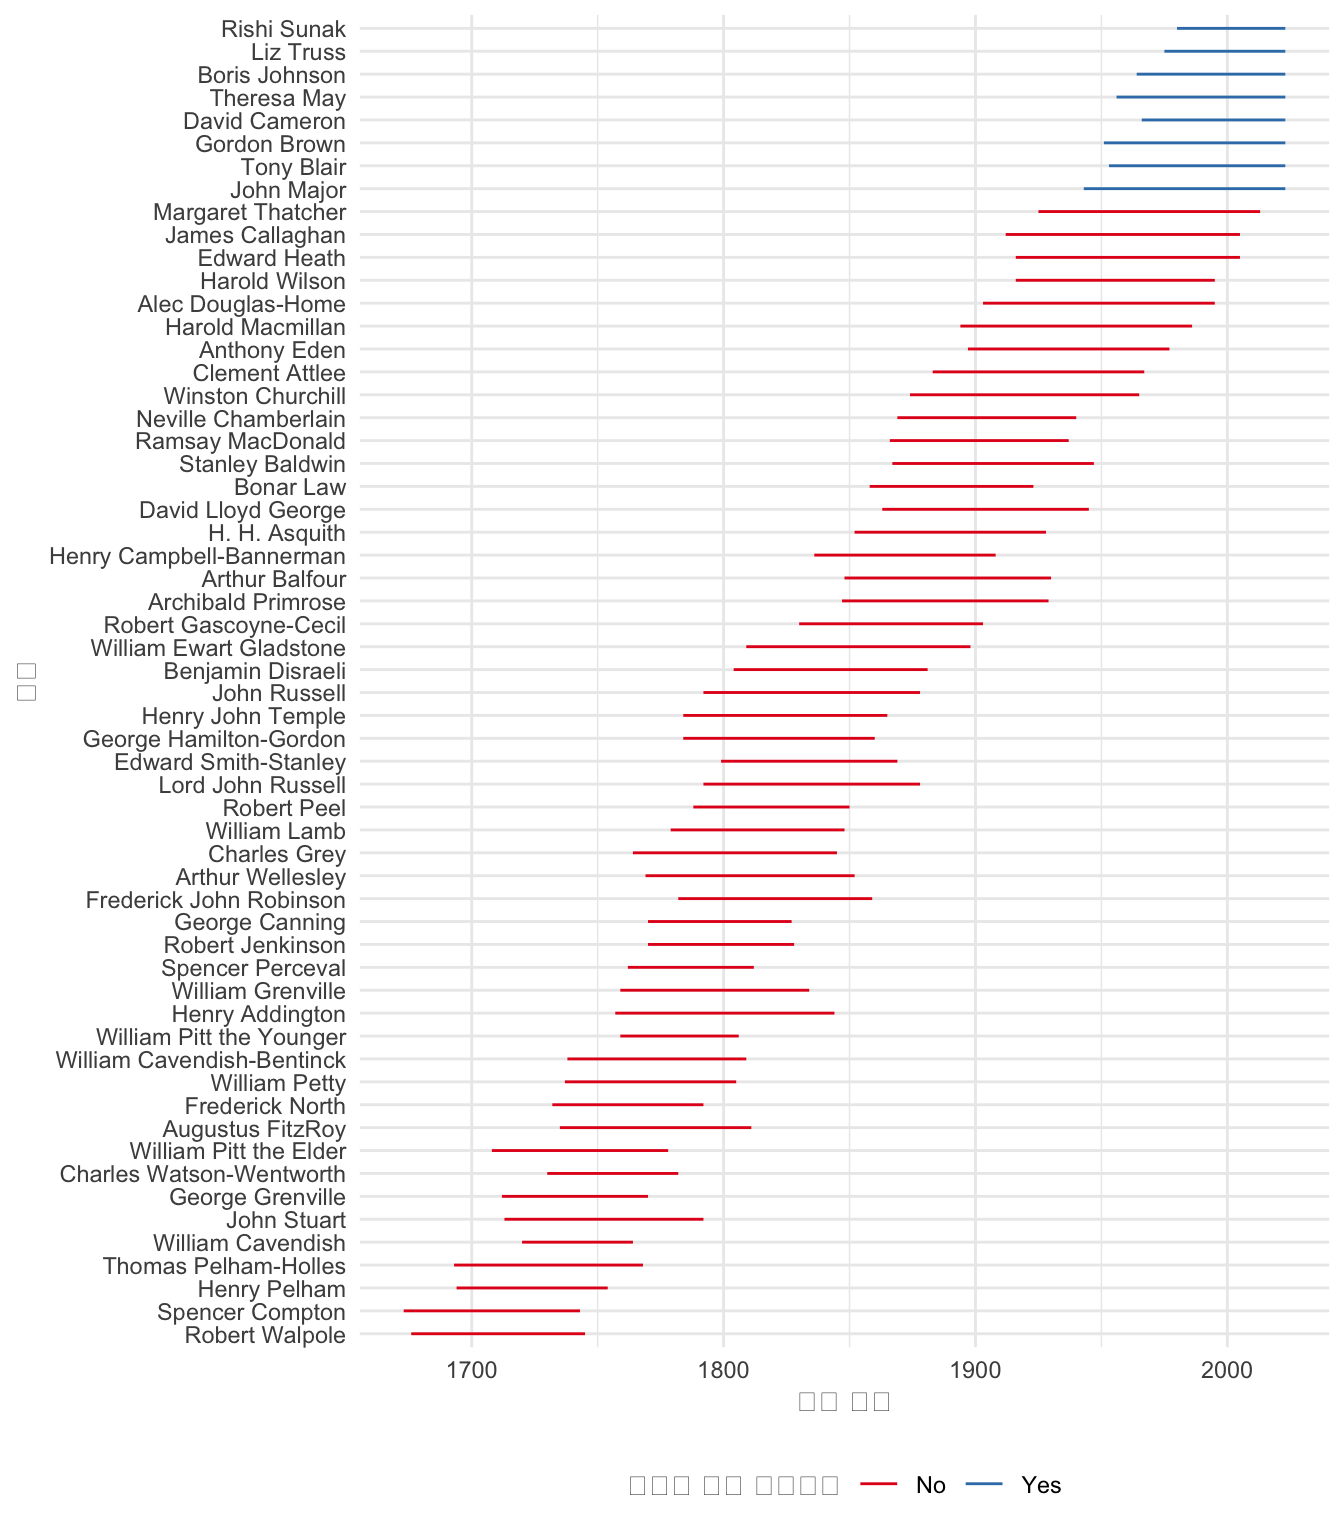 Rishi Sunak
Liz Truss
Boris Johnson
Theresa May
David Cameron
Gordon Brown
Tony Blair
John Major
Margaret Thatcher
James Callaghan
Edward Heath
Harold Wilson
Alec Douglas-Home
Harold Macmillan
Anthony Eden
Clement Attlee
Winston Churchill
Neville Chamberlain
Ramsay MacDonald
Stanley Baldwin
Bonar Law
David Lloyd George
H. H. Asquith
Henry Campbell-Bannerman
Arthur Balfour
Archibald Primrose
Robert Gascoyne-Cecil
William Ewart Gladstone
Benjamin Disraeli
John Russell
Henry John Temple
George Hamilton-Gordon
Edward Smith-Stanley
Lord John Russell
Robert Peel
William Lamb
Charles Grey
Arthur Wellesley
Frederick John Robinson
George Canning
Robert Jenkinson
Spencer Perceval
William Grenville
Henry Addington
William Pitt the Younger
William Cavendish-Bentinck
William Petty
Frederick North
Augustus FitzRoy
William Pitt the Elder
Charles Watson-Wentworth
George Grenville
John Stuart
William Cavendish
Thomas Pelham-Holles
Henry Pelham
Spencer Compton
Robert Walpole
1700 1800 1900 2000
No Yes